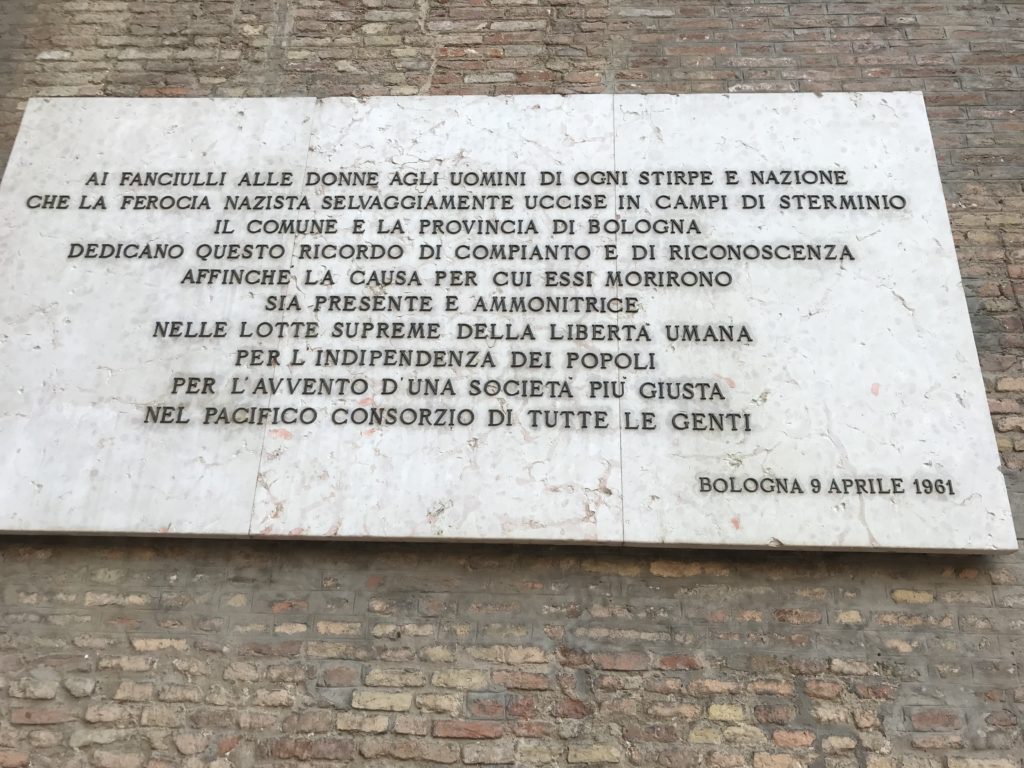 AI FANCIULLI ALLE DONNE AGLI UOMINI DI OGNI STIRPE E NAZIONE
CHE LA FEROCIA NAZISTA SELVAGGIAMENTE UCCISE IN CAMPI DI STERMINIO
IL COMUNE E LA PROVINCIA DI BOLOGNA
DEDICANO QUESTO RICORDO DI COMPIANTO E DI RICONOSCENZA
AFFINCHE LA CAUSA PER CUI ESSI MORIRONO
SIA PRESENTE E AMMONITRICE
NELLE LOTTE SUPREME DELLA LIBERTÀ UMANA
PER L'INDIPENDENZA DEI POPOLI
PER L'AVVENTO D'UNA SOCIETÀ PIÙ GIUSTA
NEL PACIFICO CONSORZIO DI TUTTE LE GENTI
BOLOGNA 9 APRILE 1961